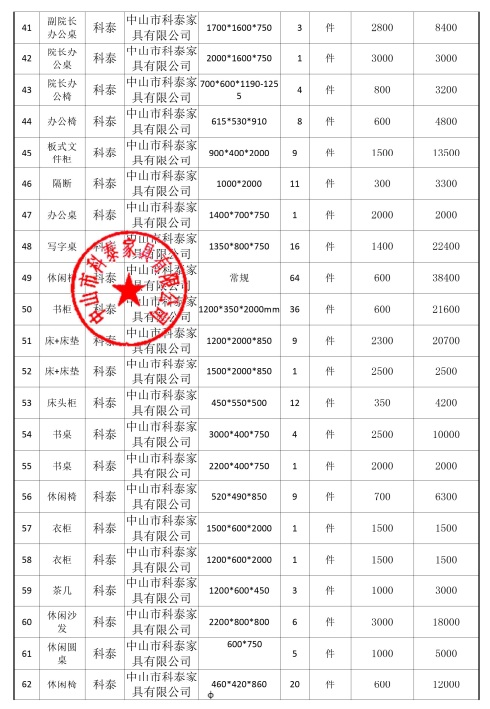 41 副院长办公桌 科泰 中山市科泰家具有限公司 1700*1600*750 3 件 2800 8400
42 院长办公桌 科泰 中山市科泰家具有限公司 2000*1600*750 1 件 3000 3000
43 院长办公椅 科泰 中山市科泰家具有限公司 700*600*1190-1255 4 件 800 3200
44 办公椅 科泰 中山市科泰家具有限公司 615*530*910 8 件 600 4800
45 板式文件柜 科泰 中山市科泰家具有限公司 900*400*2000 9 件 1500 13500
46 隔断 科泰 中山市科泰家具有限公司 1000*2000 11 件 300 3300
47 办公桌 科泰 中山市科泰家具有限公司 1400*700*750 1 件 2000 2000
48 写字桌 科泰 中山市科泰家具有限公司 1350*800*750 16 件 1400 22400
49 休闲椅 科泰 中山市科泰家具有限公司 常规 64 件 600 38400
50 书柜 科泰 中山市科泰家具有限公司 1200*350*2000mm 36 件 600 21600
51 床+床垫 科泰 中山市科泰家具有限公司 1200*2000*850 9 件 2300 20700
52 床+床垫 科泰 中山市科泰家具有限公司 1500*2000*850 1 件 2500 2500
53 床头柜 科泰 中山市科泰家具有限公司 450*550*500 12 件 350 4200
54 书桌 科泰 中山市科泰家具有限公司 3000*400*750 4 件 2500 10000
55 书桌 科泰 中山市科泰家具有限公司 2200*400*750 1 件 2000 2000
56 休闲椅 科泰 中山市科泰家具有限公司 520*490*850 9 件 700 6300
57 衣柜 科泰 中山市科泰家具有限公司 1500*600*2000 1 件 1500 1500
58 衣柜 科泰 中山市科泰家具有限公司 1200*600*2000 1 件 1500 1500
59 茶几 科泰 中山市科泰家具有限公司 1200*600*450 3 件 1000 3000
60 休闲沙发 科泰 中山市科泰家具有限公司 2200*800*800 6 件 3000 18000
61 休闲圆桌 科泰 中山市科泰家具有限公司 600*750 5 件 1000 5000
62 休闲椅 科泰 中山市科泰家具有限公司 460*420*860 φ 20 件 600 12000
中山市科泰家具有限公司